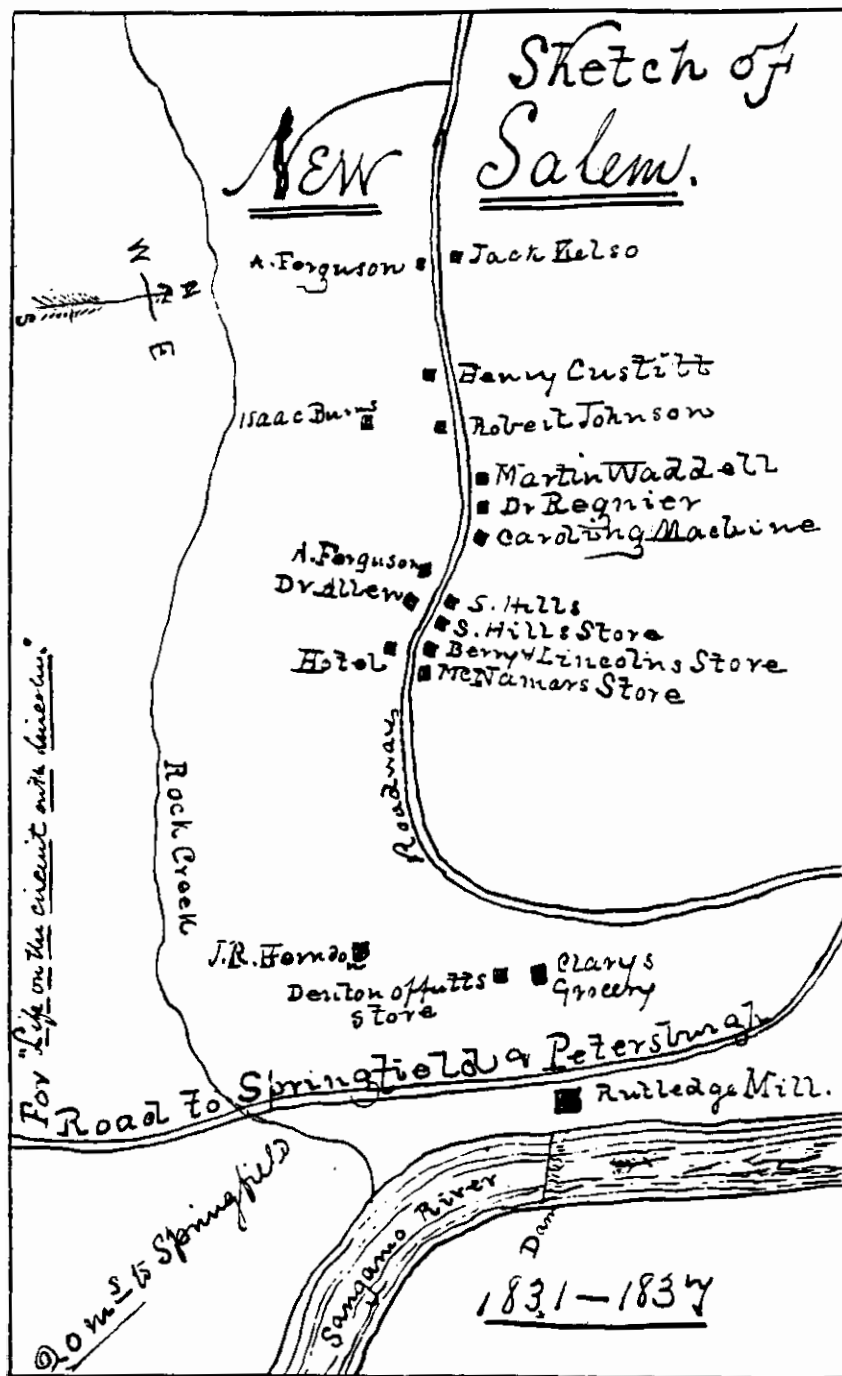 Sketch of
New Salem.
A. Ferguson
Jack Kelso
W
N
S
E
Henry Custitt
Isaac Burns
Robert Johnson
Martin Waddell
Dr Regnier
Carding Machine
A. Ferguson
Dr. Allen
S. Hills
S. Hills Store
Hotel
Berry & Lincolns Store
McNamars Store
Roadway
Rock Creek
For "Life on the circuit with Lincoln."
J.R. Herndon
Denton Offutts
Store
Clarys
Grocery
Road to Springfield & Petersburgh
Rutledge Mill.
20 ms to Springfield
Sangamo River
Dam
1831-1837